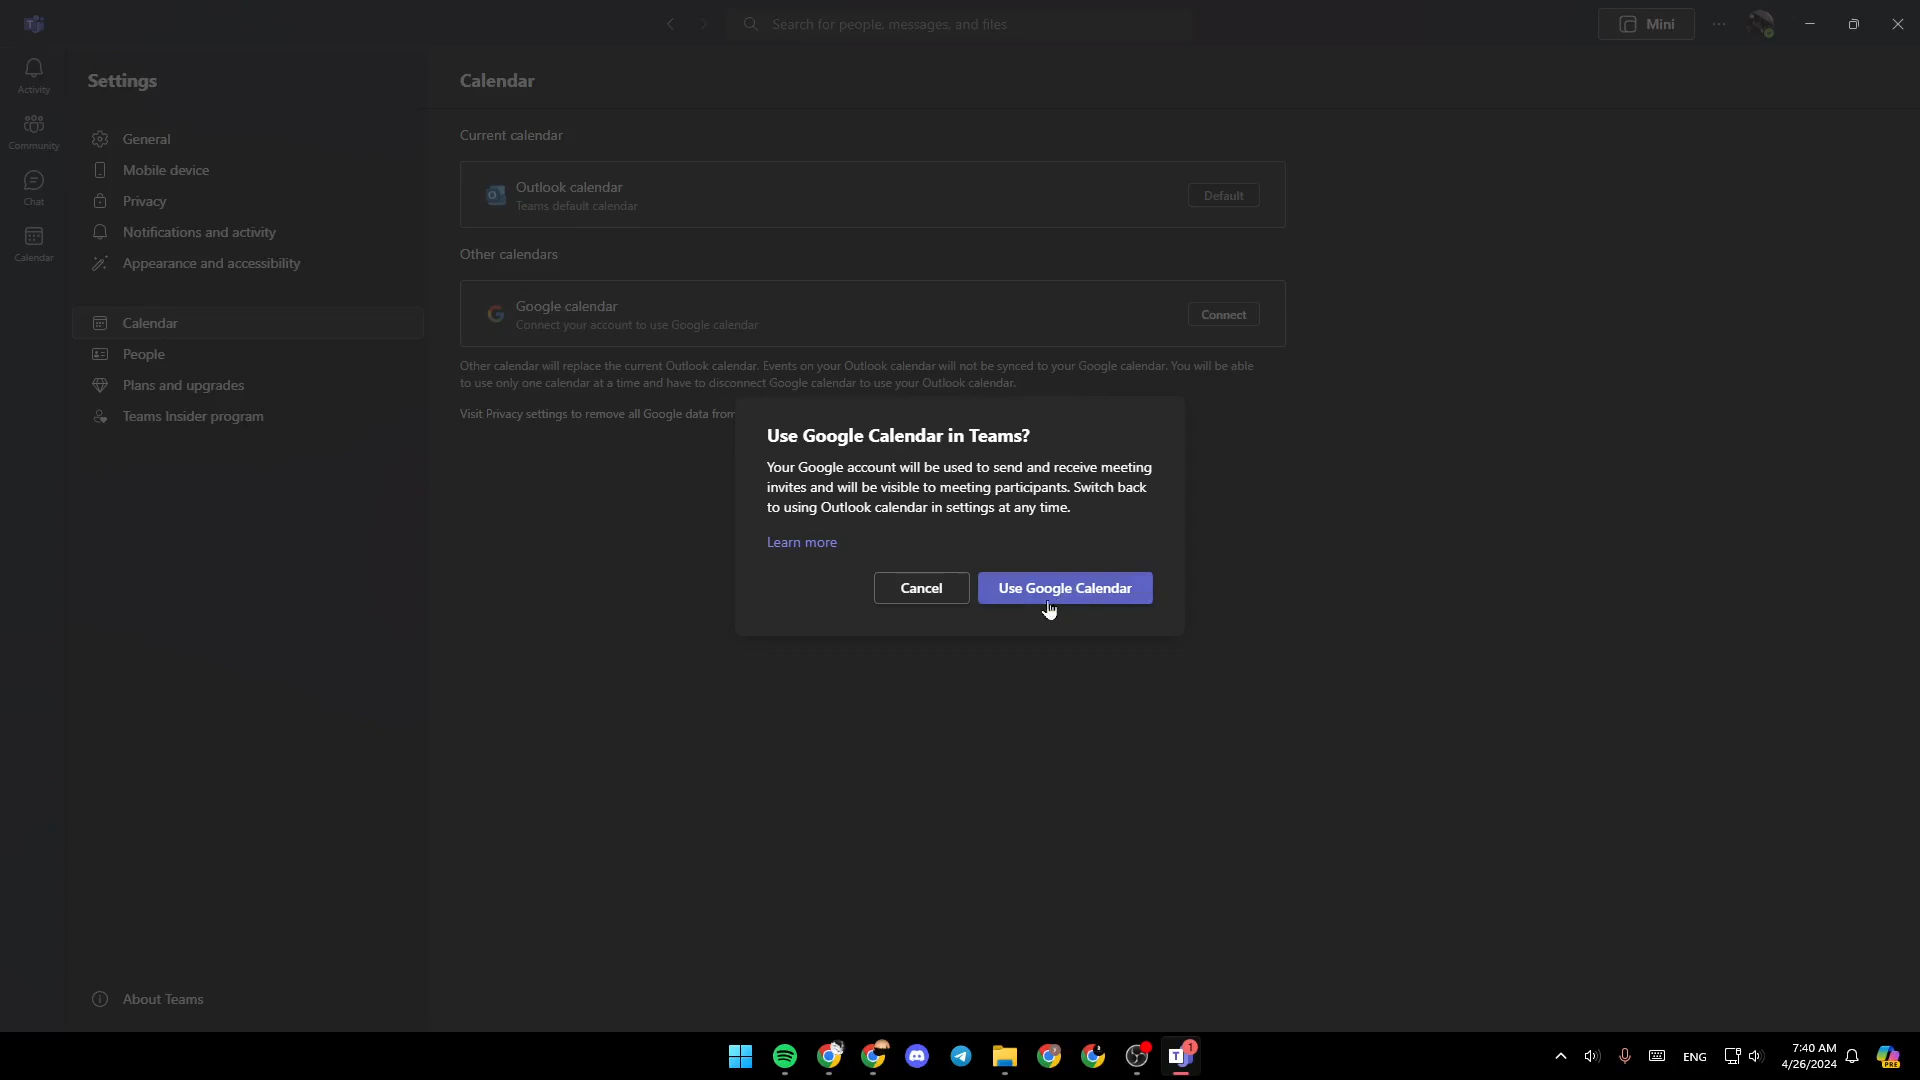 Search for people, messages, and files
Mini
Activity
Community
Chat
Calendar
Settings
General
Mobile device
Privacy
Notifications and activity
Appearance and accessibility
Calendar
People
Plans and upgrades
Teams Insider program
About Teams
Calendar
Current calendar
Outlook calendar
Teams default calendar
Default
Other calendars
Google calendar
Connect your account to use Google calendar
Connect
Other calendar will replace the current Outlook calendar. Events on your Outlook calendar will not be synced to your Google calendar. You will be able
to use only one calendar at a time and have to disconnect Google calendar to use your Outlook calendar.
Visit Privacy settings to remove all Google data from
Use Google Calendar in Teams?
Your Google account will be used to send and receive meeting
invites and will be visible to meeting participants. Switch back
to using Outlook calendar in settings at any time.
Learn more
Cancel
Use Google Calendar
1
ENG
7:40 AM
4/26/2024
PRE